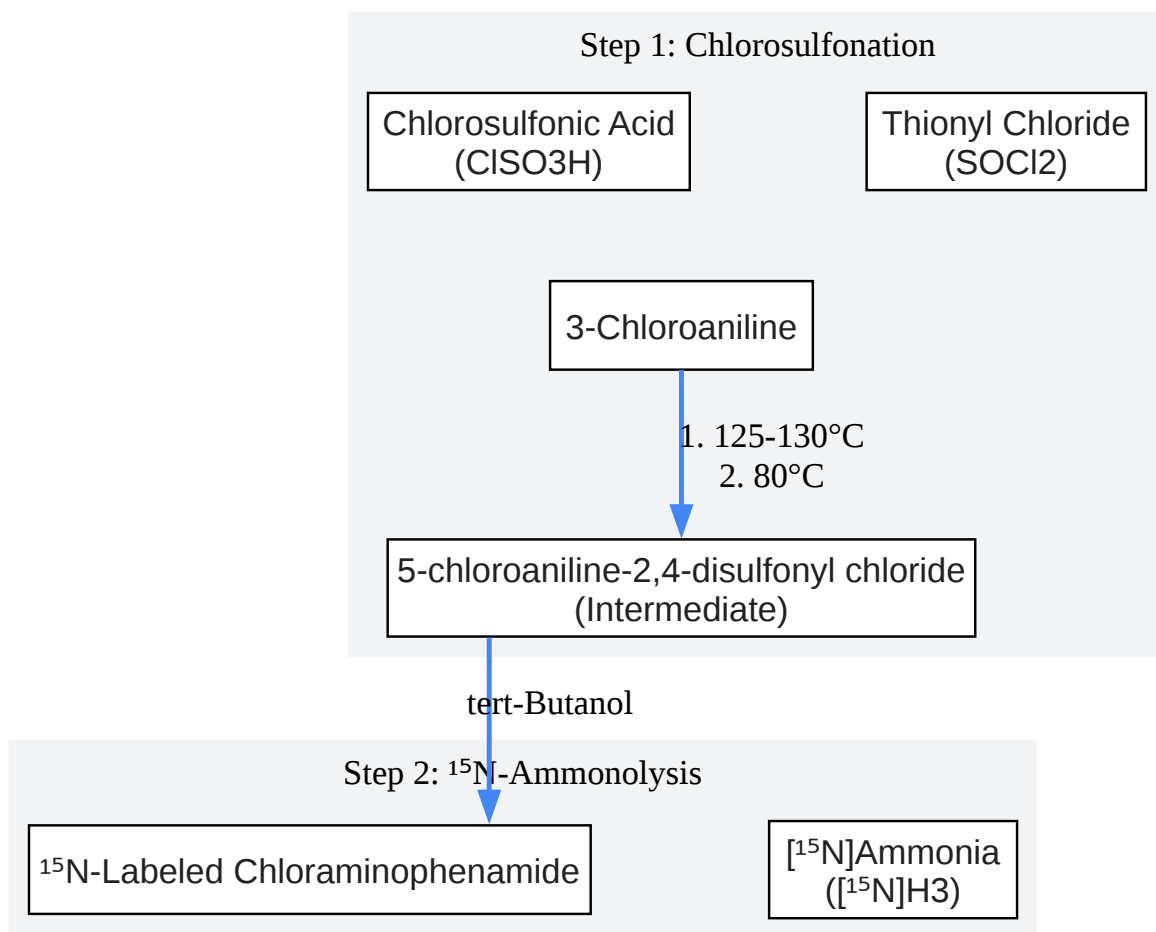 Step 1: Chlorosulfonation
Chlorosulfonic Acid
(ClSO3H)
Thionyl Chloride
(SOCl2)
3-Chloroaniline
1. 125-130°C
2. 80°C
5-chloroaniline-2,4-disulfonyl chloride
(Intermediate)
tert-Butanol
Step 2: ¹⁵N-Ammonolysis
¹⁵N-Labeled Chloraminophenamide
[¹⁵N]Ammonia
([¹⁵N]H3)